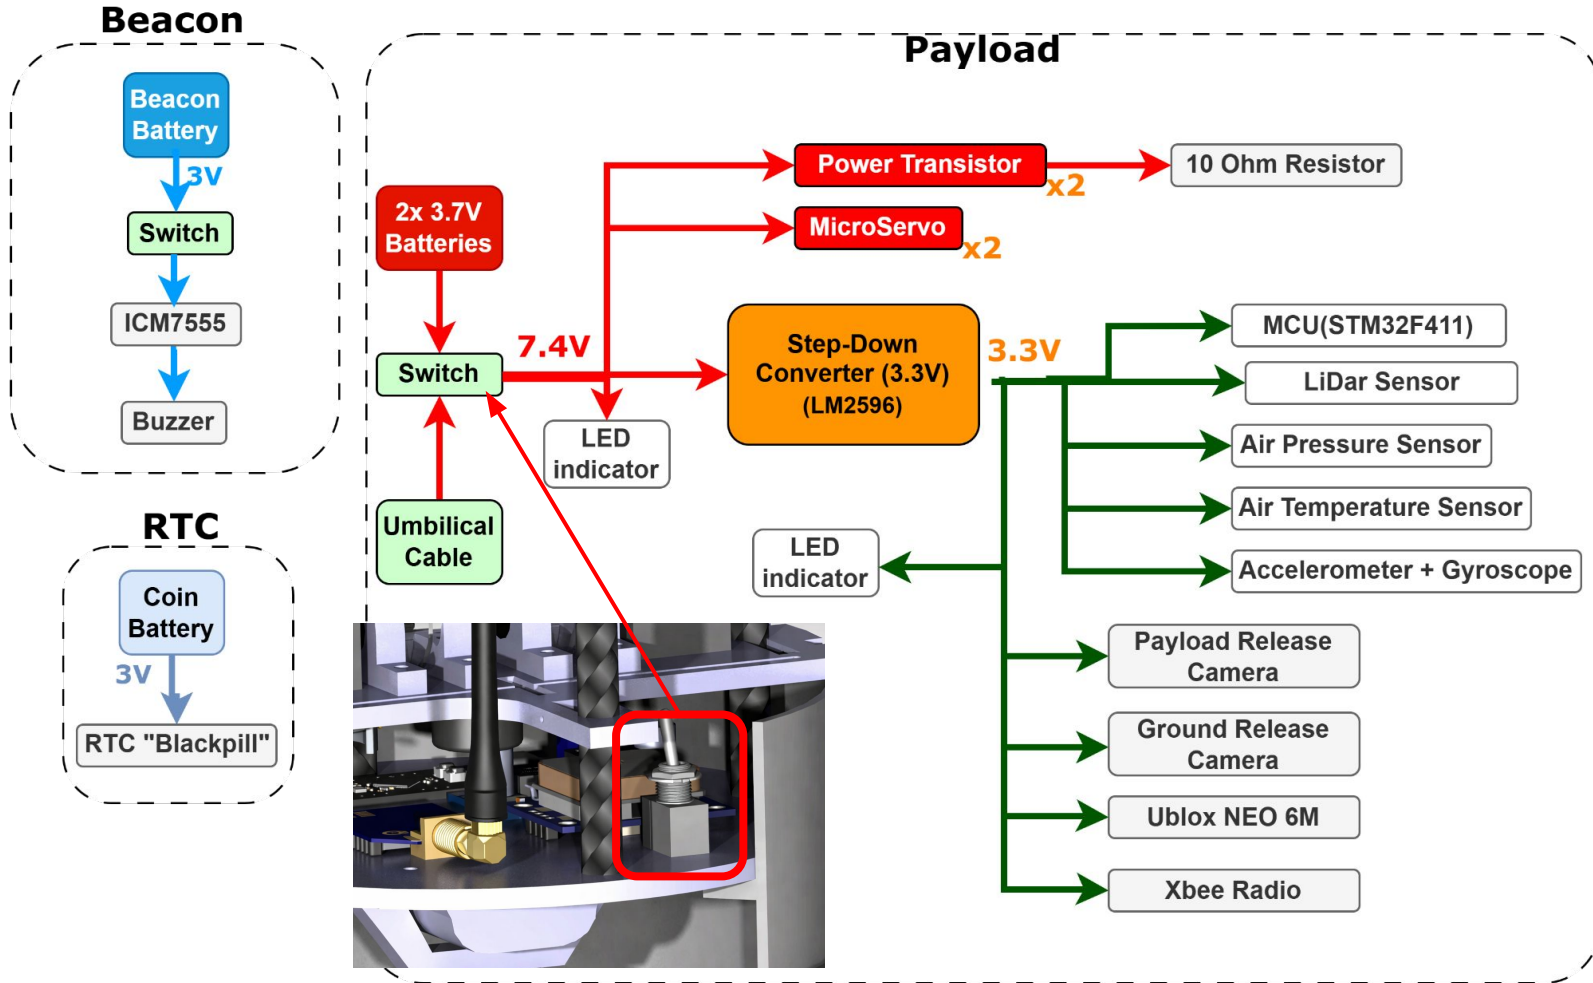 Beacon
Beacon
Battery
3V
Switch
ICM7555
Buzzer
RTC
Coin
Battery
3V
RTC "Blackpill"
Payload
2x 3.7V
Batteries
Switch
Umbilical
Cable
7.4V
LED
indicator
Power Transistor
x2
10 Ohm Resistor
MicroServo
x2
Step-Down
Converter (3.3V)
(LM2596)
3.3V
LED
indicator
MCU(STM32F411)
LiDar Sensor
Air Pressure Sensor
Air Temperature Sensor
Accelerometer + Gyroscope
Payload Release
Camera
Ground Release
Camera
Ublox NEO 6M
Xbee Radio